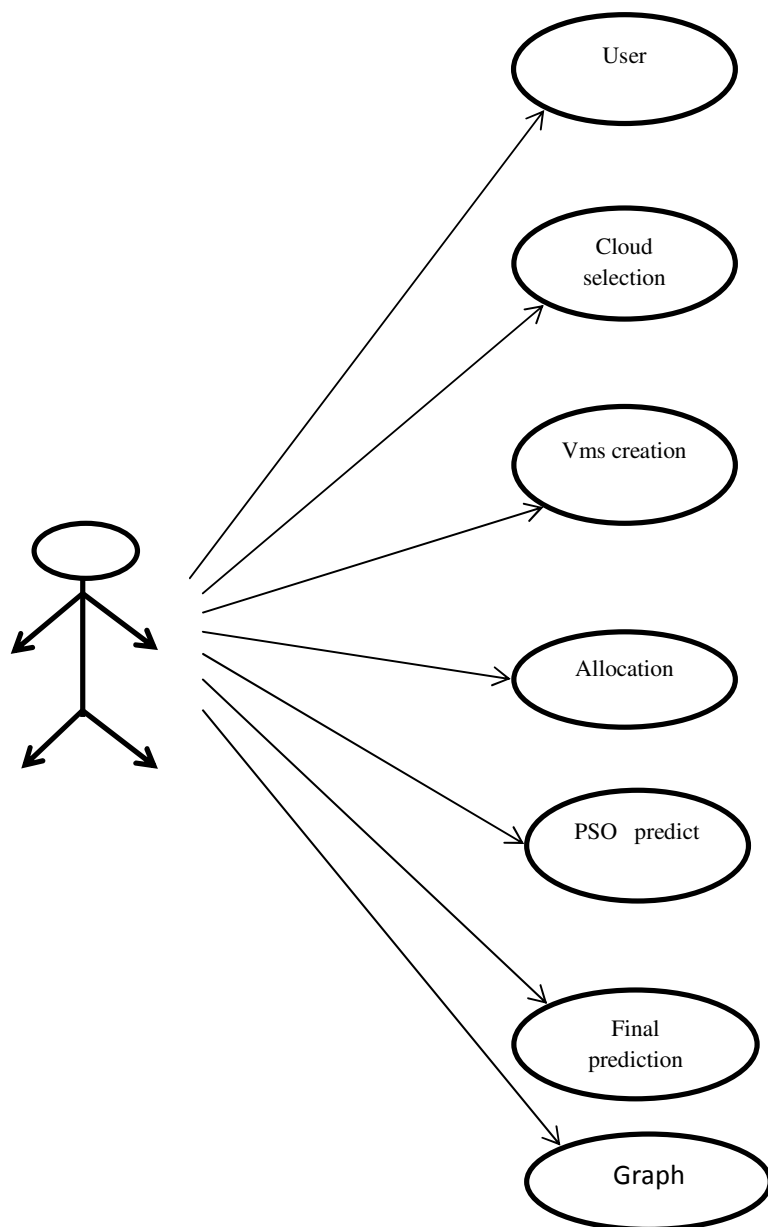 User
Cloud
selection
Vms creation
Allocation
PSO predict
Final
prediction
Graph